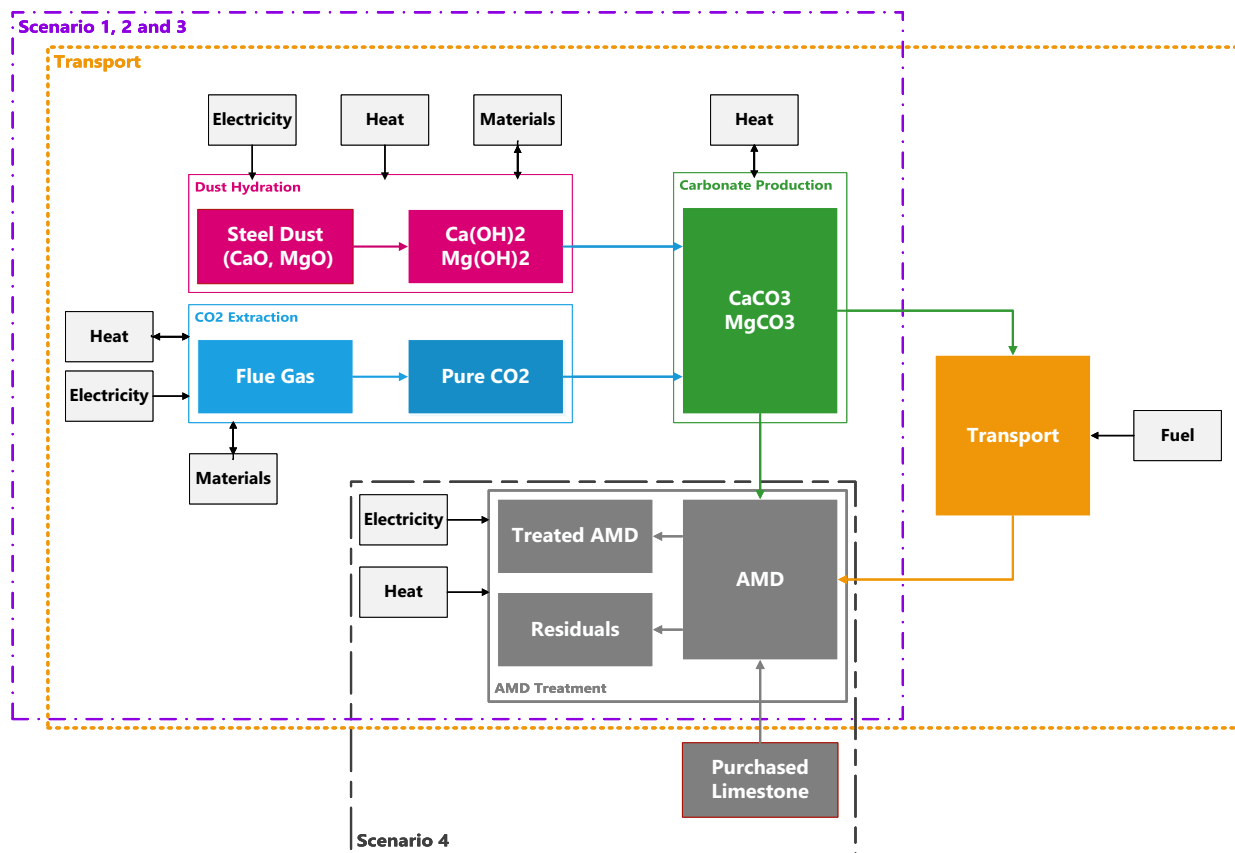 Scenario 1, 2 and 3
Transport
Electricity
Heat
Materials
Heat
Dust Hydration
Carbonate Production
Steel Dust
(CaO, MgO)
Ca(OH)2
Mg(OH)2
CaCO3
MgCO3
CO2 Extraction
Heat
Electricity
Flue Gas
Pure CO2
Materials
Transport
Fuel
Electricity
Heat
Treated AMD
AMD
Residuals
AMD Treatment
Purchased
Limestone
Scenario 4